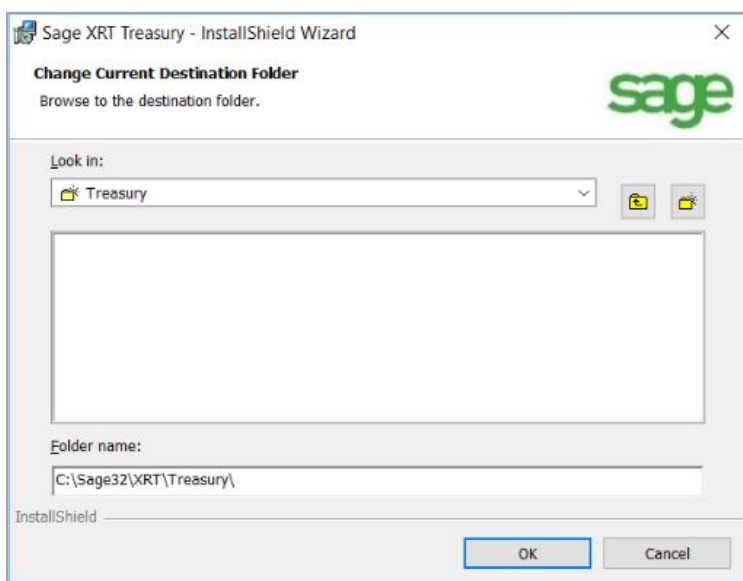 Sage XRT Treasury - InstallShield Wizard
Change Current Destination Folder
Browse to the destination folder.
sage
Look in:
Treasury
Folder name:
C:\Sage32\XRT\Treasury\
InstallShield
OK Cancel